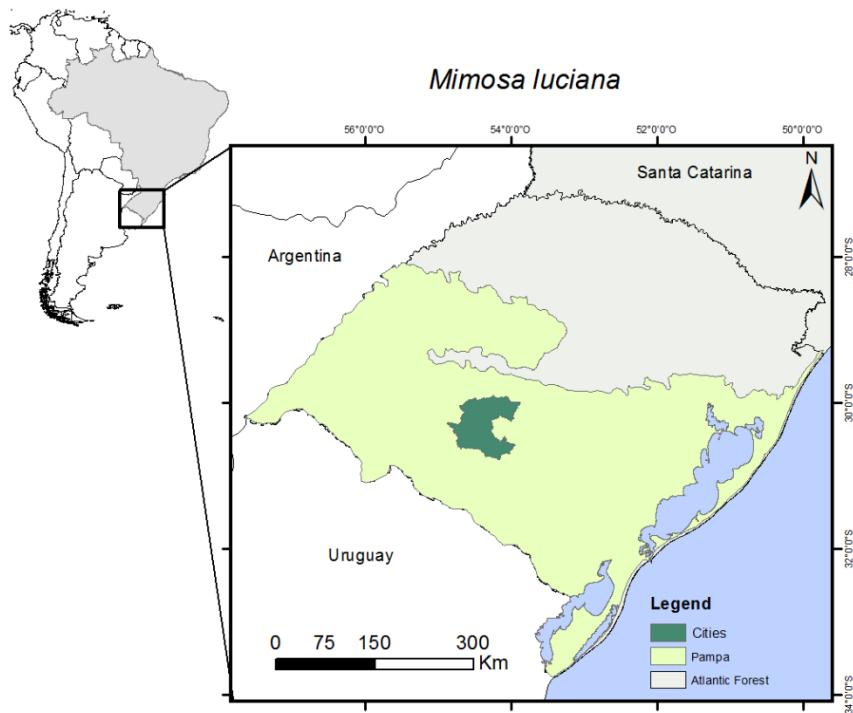 Mimosa luciana
56°0'0"S 54°0'0"S 52°0'0"S 50°0'0"S
Santa Catarina
N
Argentina
28°0'0"S
30°0'0"S
Uruguay
32°0'0"S
Legend
Cities
Pampa
Atlantic Forest
0 75 150 300
Km
34°0'0"S